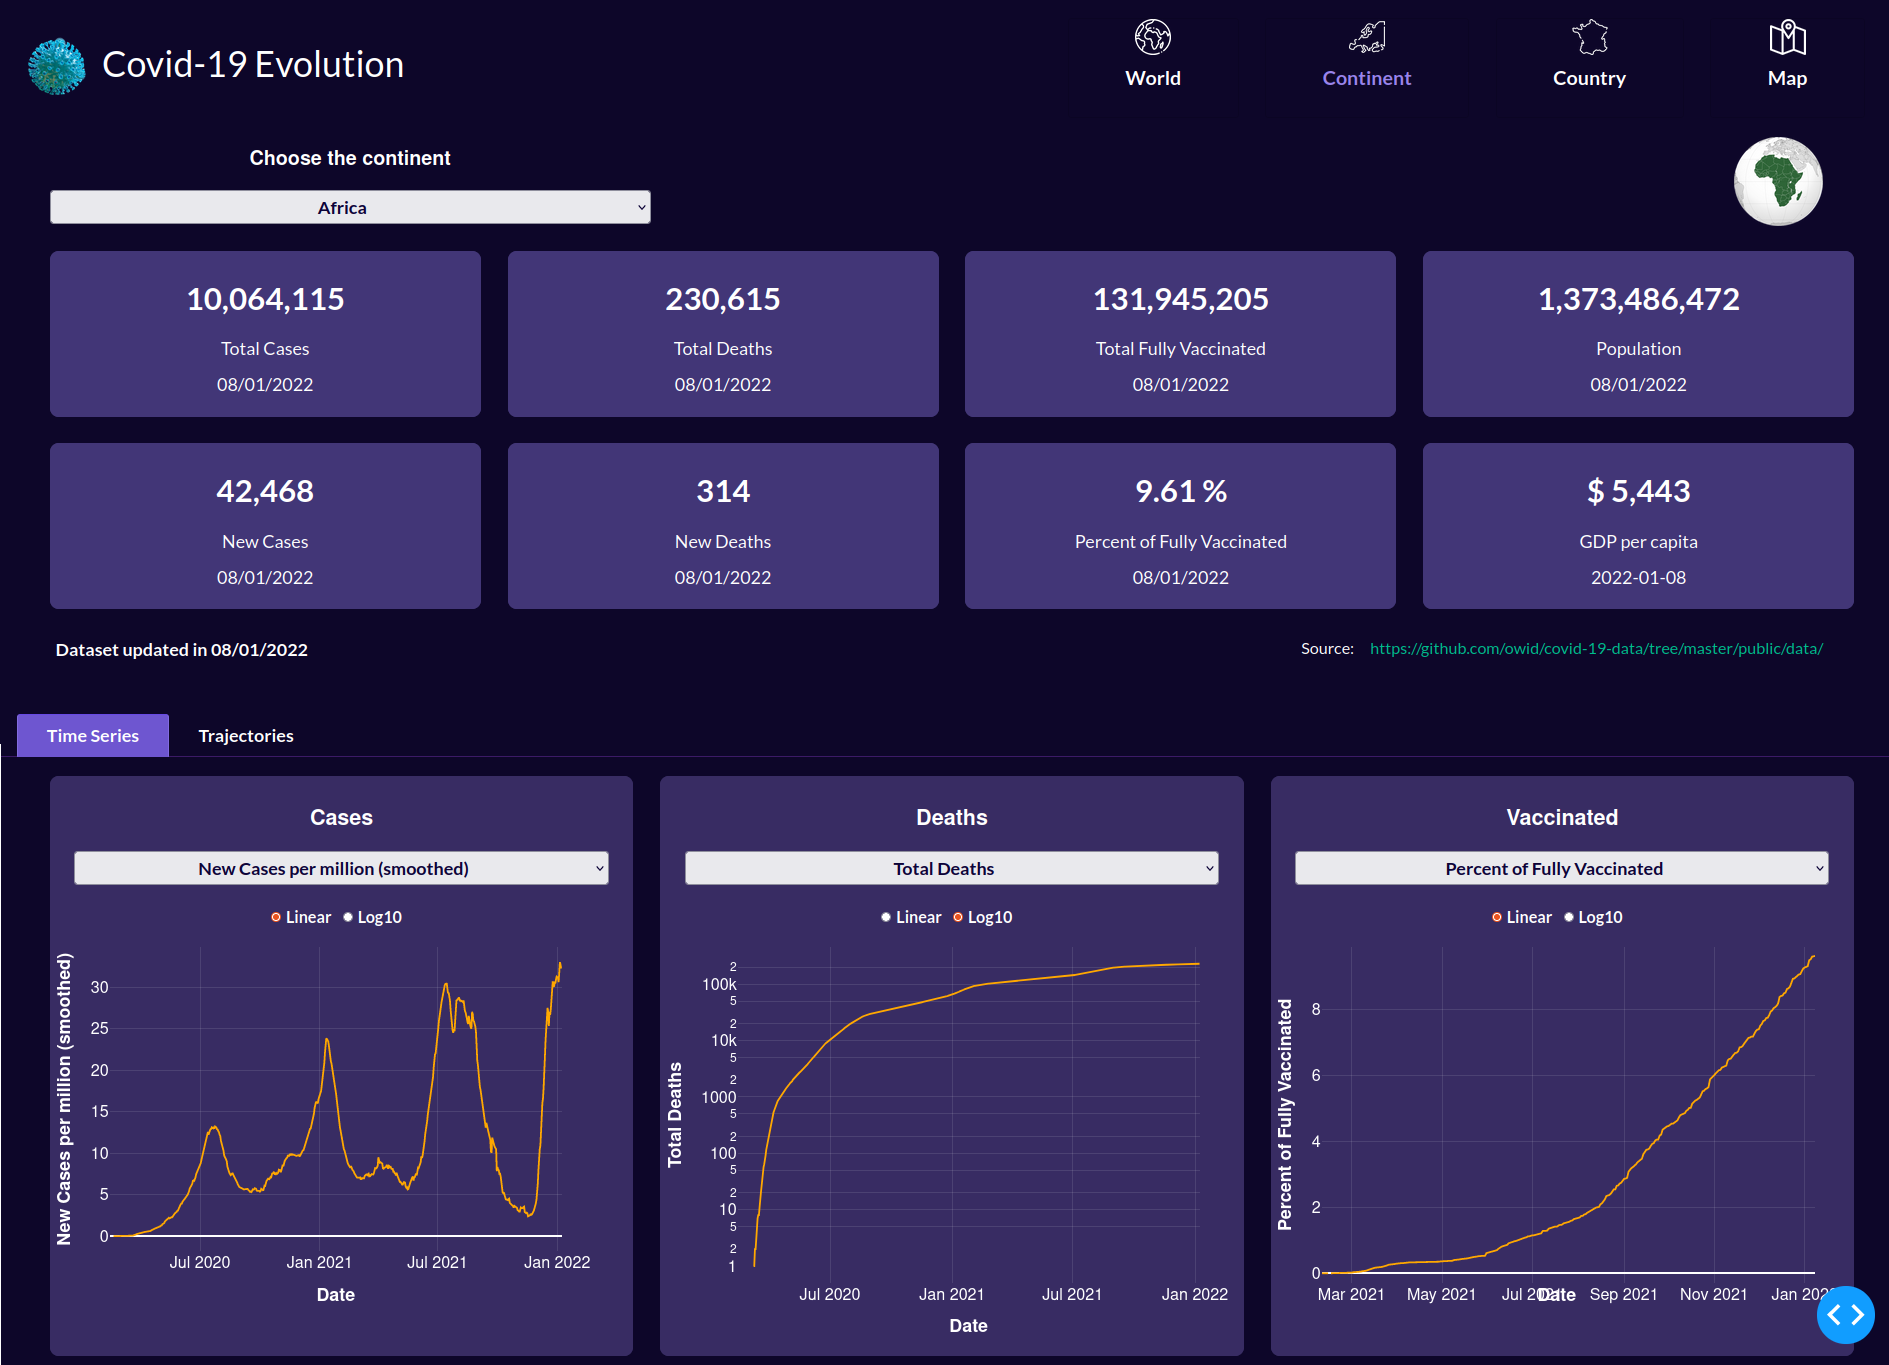 Covid-19 Evolution
World
Continent
Country
Map
Choose the continent
Africa
10,064,115
Total Cases
08/01/2022
230,615
Total Deaths
08/01/2022
131,945,205
Total Fully Vaccinated
08/01/2022
1,373,486,472
Population
08/01/2022
42,468
New Cases
08/01/2022
314
New Deaths
08/01/2022
9.61 %
Percent of Fully Vaccinated
08/01/2022
$ 5,443
GDP per capita
2022-01-08
Dataset updated in 08/01/2022
Source: https://github.com/owid/covid-19-data/tree/master/public/data/
Time Series
Trajectories
Cases
New Cases per million (smoothed)
Linear Log10
New Cases per million (smoothed)
30
25
20
15
10
5
0
Jul 2020 Jan 2021 Jul 2021 Jan 2022
Date
Deaths
Total Deaths
Linear Log10
Total Deaths
2
100k
5
2
10k
5
2
1000
5
2
100
5
2
10
5
2
1
Jul 2020 Jan 2021 Jul 2021 Jan 2022
Date
Vaccinated
Percent of Fully Vaccinated
Linear Log10
Percent of Fully Vaccinated
8
6
4
2
0
Mar 2021 May 2021 Jul Sep 2021 Nov 2021 Jan
Date